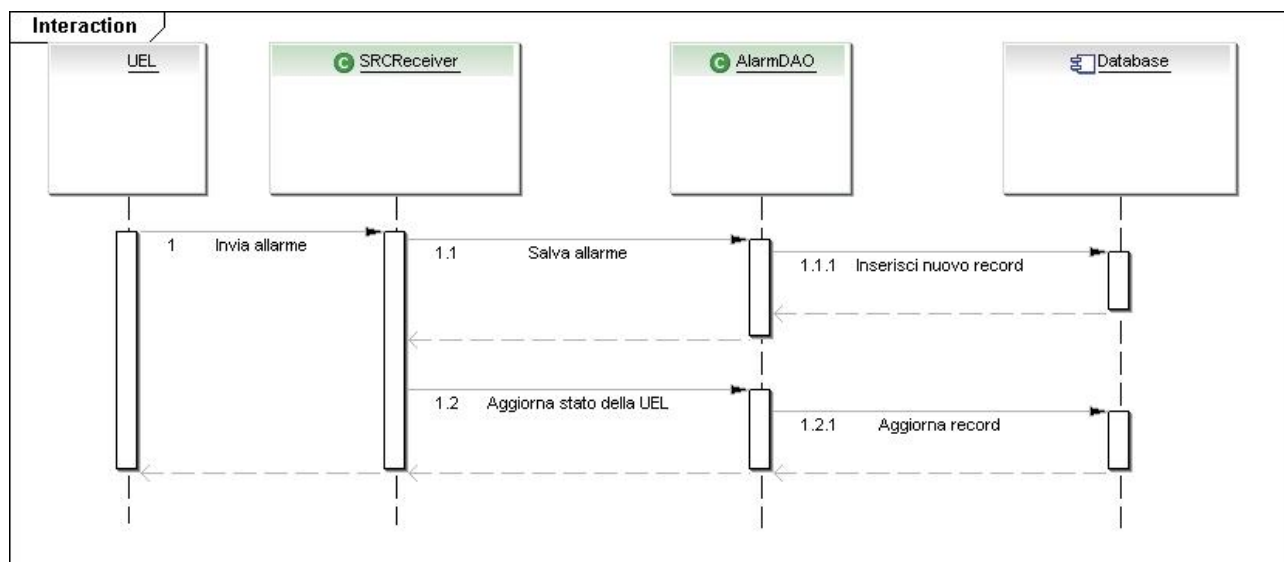 Interaction
UEL
C SRCReceiver
C AlarmDAO
Database
1 Invia allarme
1.1 Salva allarme
1.1.1 Inserisci nuovo record
1.2 Aggiorna stato della UEL
1.2.1 Aggiorna record